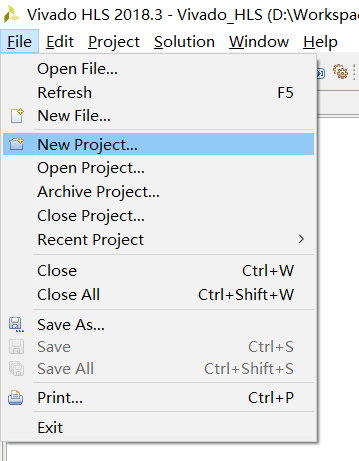 Vivado HLS 2018.3 - Vivado_HLS (D:\Workspa
File Edit Project Solution Window Help
Open File...
Refresh F5
New File...
New Project...
Open Project...
Archive Project...
Close Project...
Recent Project
Close Ctrl+W
Close All Ctrl+Shift+W
Save As...
Save Ctrl+S
Save All Ctrl+Shift+S
Print... Ctrl+P
Exit